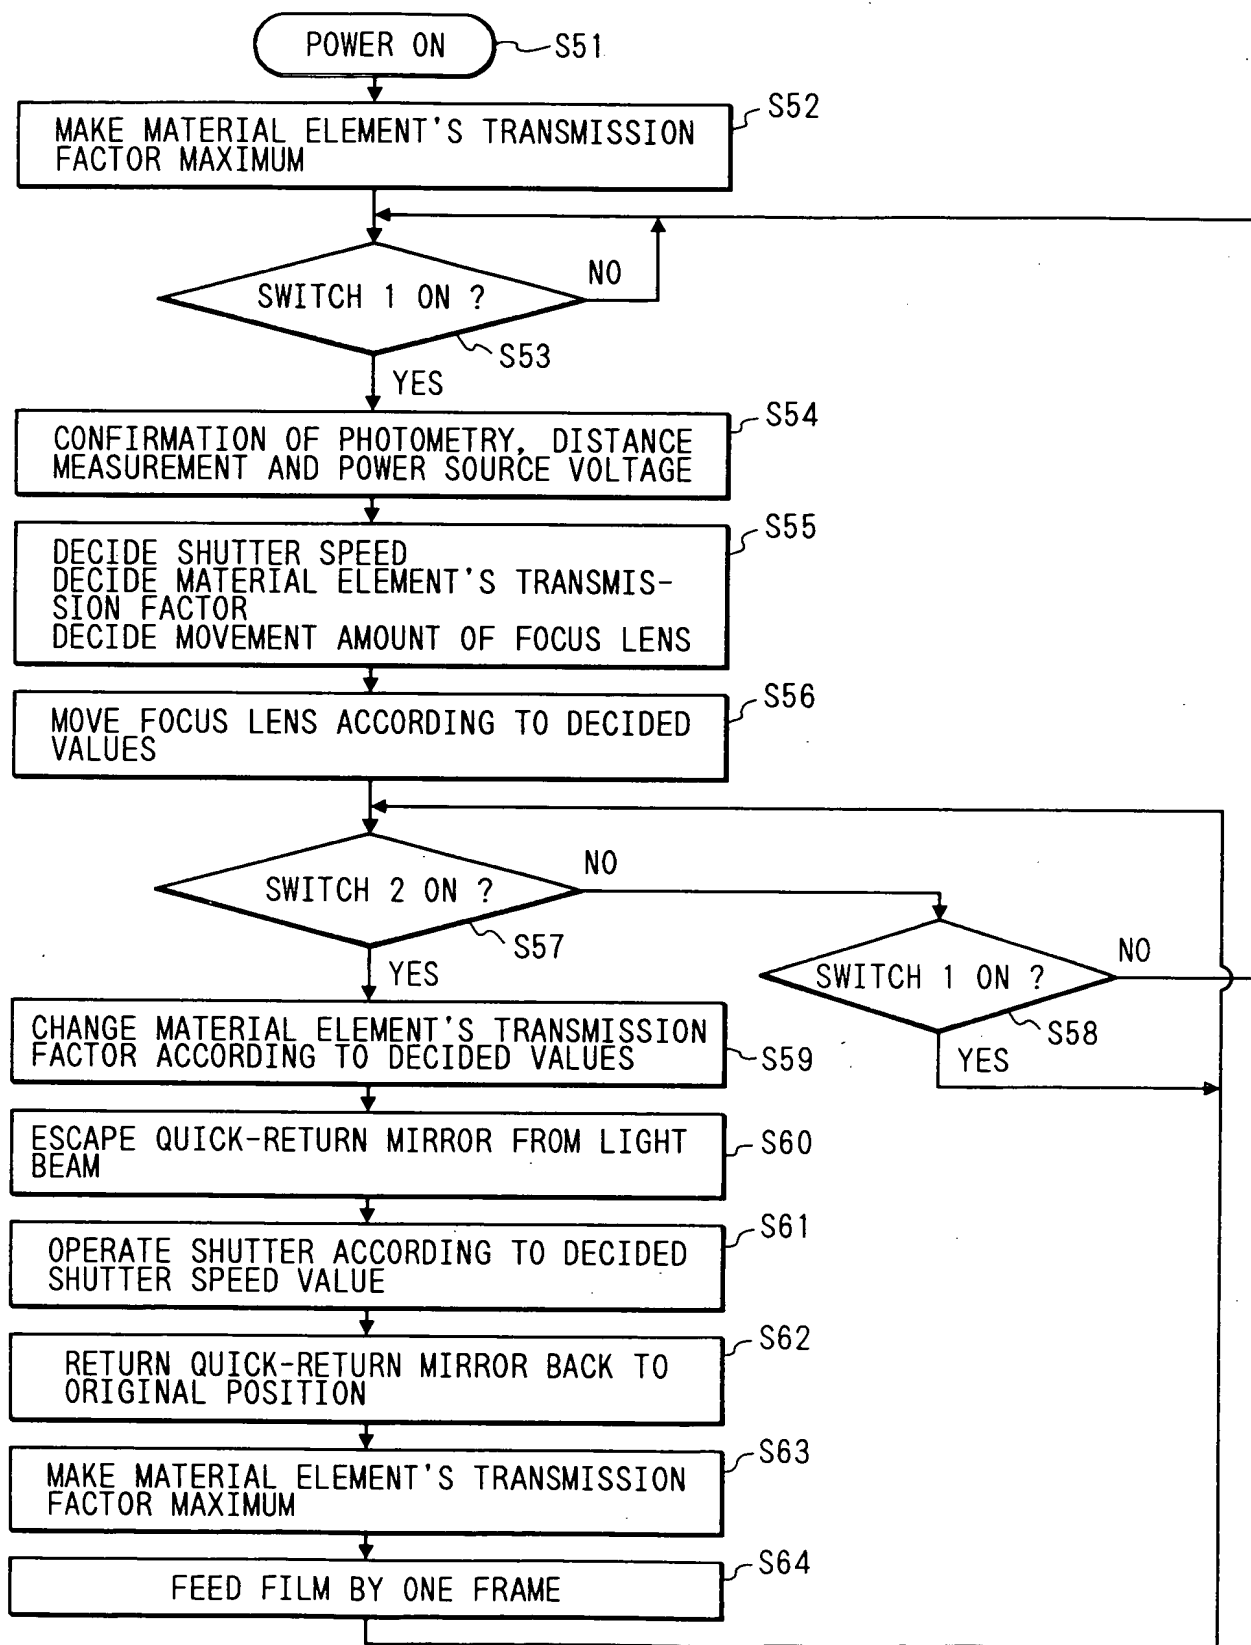 POWER ON
S51
MAKE MATERIAL ELEMENT'S TRANSMISSION
FACTOR MAXIMUM
S52
SWITCH 1 ON ?
NO
S53
YES
CONFIRMATION OF PHOTOMETRY, DISTANCE
MEASUREMENT AND POWER SOURCE VOLTAGE
S54
DECIDE SHUTTER SPEED
DECIDE MATERIAL ELEMENT'S TRANSMIS-
SION FACTOR
DECIDE MOVEMENT AMOUNT OF FOCUS LENS
S55
MOVE FOCUS LENS ACCORDING TO DECIDED
VALUES
S56
SWITCH 2 ON ?
NO
S57
YES
SWITCH 1 ON ?
NO
S58
YES
CHANGE MATERIAL ELEMENT'S TRANSMISSION
FACTOR ACCORDING TO DECIDED VALUES
S59
ESCAPE QUICK-RETURN MIRROR FROM LIGHT
BEAM
S60
OPERATE SHUTTER ACCORDING TO DECIDED
SHUTTER SPEED VALUE
S61
RETURN QUICK-RETURN MIRROR BACK TO
ORIGINAL POSITION
S62
MAKE MATERIAL ELEMENT'S TRANSMISSION
FACTOR MAXIMUM
S63
FEED FILM BY ONE FRAME
S64